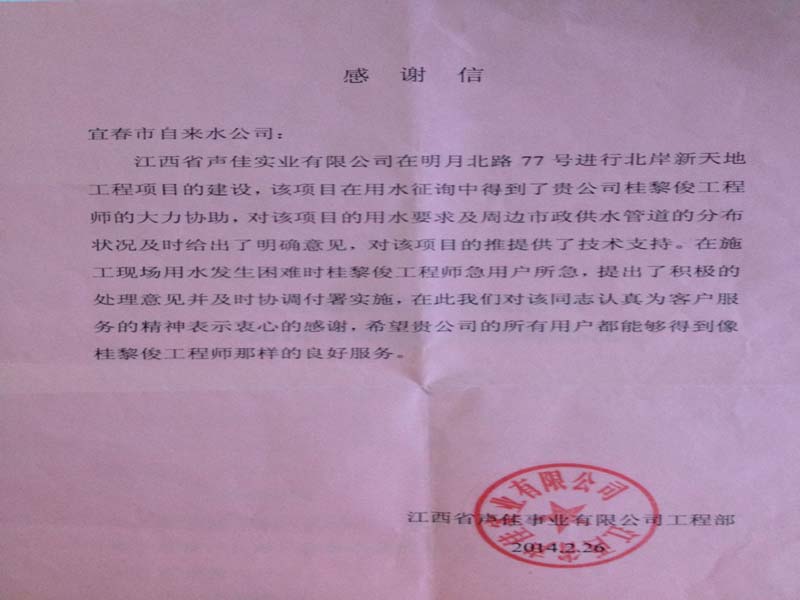 感 谢 信
宜春市自来水公司：
江西省声佳实业有限公司在明月北路 77 号进行北岸新天地
工程项目的建设，该项目在用水征询中得到了贵公司桂黎俊工程
师的大力协助，对该项目的用水要求及周边市政供水管道的分布
状况及时给出了明确意见，对该项目的推提供了技术支持。在施
工现场用水发生困难时桂黎俊工程师急用户所急，提出了积极的
处理意见并及时协调付署实施，在此我们对该同志认真为客户服
务的精神表示衷心的感谢，希望贵公司的所有用户都能够得到像
桂黎俊工程师那样的良好服务。
江西省声佳实业有限公司
江西省声佳事业有限公司工程部
2014.2.26